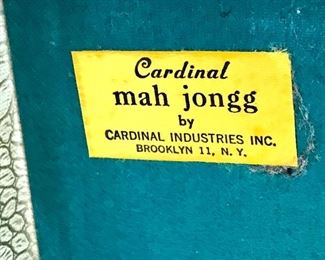 Cardinal
mah jongg
by
CARDINAL INDUSTRIES INC.
BROOKLYN 11, N. Y.